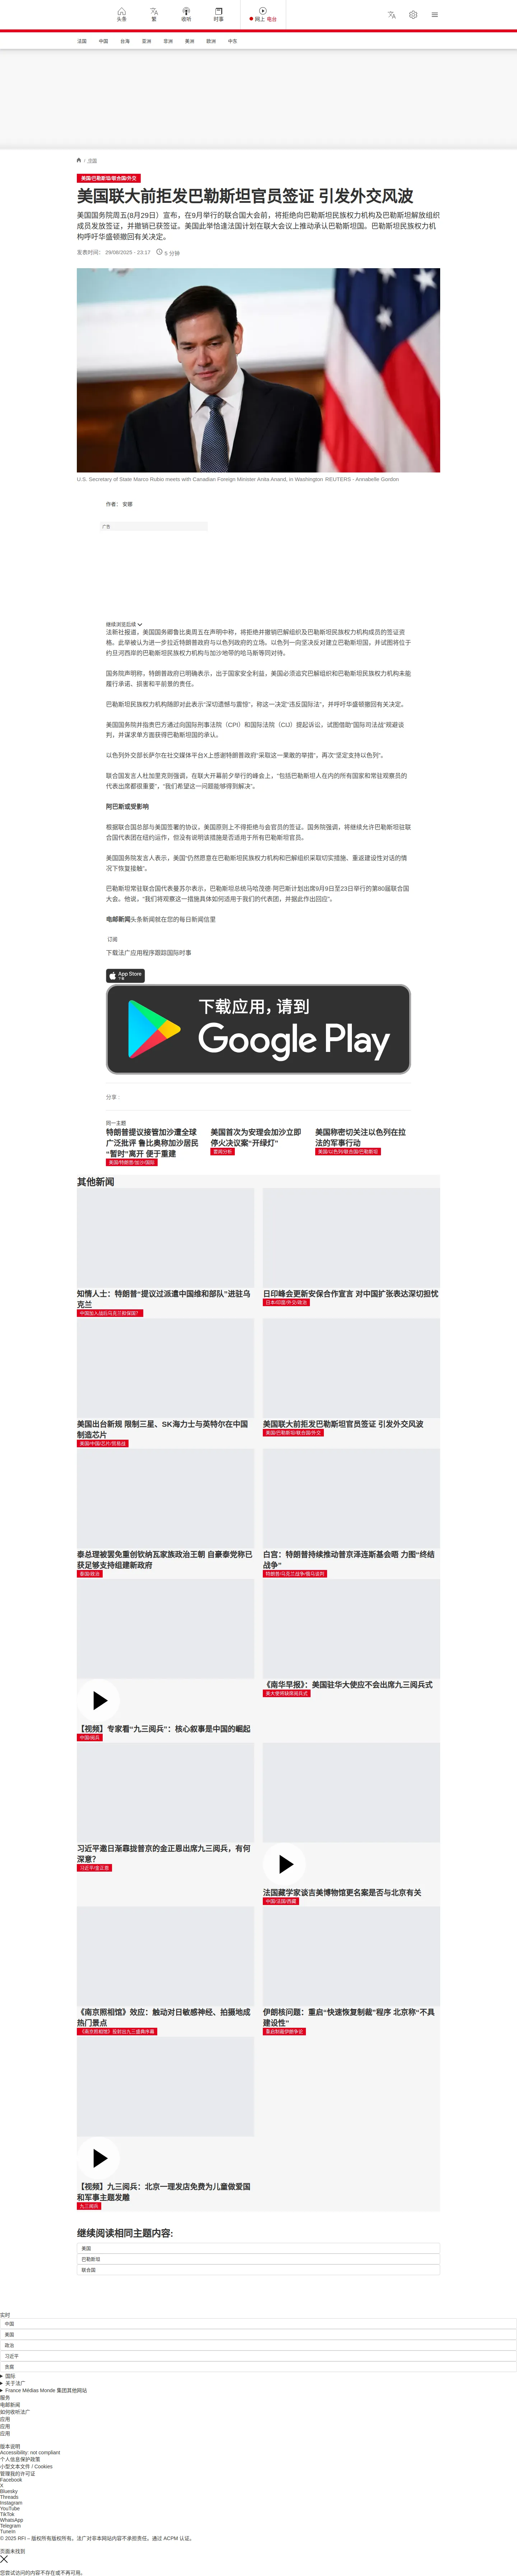 头条
繁
收听
时事
网上 电台
法国
中国
台海
亚洲
非洲
美洲
欧洲
中东
/ 中国
美国/巴勒斯坦/联合国/外交
美国联大前拒发巴勒斯坦官员签证 引发外交风波
美国国务院周五(8月29日）宣布，在9月举行的联合国大会前，将拒绝向巴勒斯坦民族权力机构及巴勒斯坦解放组织
成员发放签证，并撤销已获签证。美国此举恰逢法国计划在联大会议上推动承认巴勒斯坦国。巴勒斯坦民族权力机
构呼吁华盛顿撤回有关决定。
发表时间： 29/08/2025 - 23:17 5 分钟
U.S. Secretary of State Marco Rubio meets with Canadian Foreign Minister Anita Anand, in Washington REUTERS - Annabelle Gordon
作者： 安娜
广告
继续浏览后续
法新社报道，美国国务卿鲁比奥周五在声明中称，将拒绝并撤销巴解组织及巴勒斯坦民族权力机构成员的签证资
格。此举被认为进一步拉近特朗普政府与以色列政府的立场。以色列一向坚决反对建立巴勒斯坦国，并试图将位于
约旦河西岸的巴勒斯坦民族权力机构与加沙地带的哈马斯等同对待。
国务院声明称，特朗普政府已明确表示，出于国家安全利益，美国必须追究巴解组织和巴勒斯坦民族权力机构未能
履行承诺、损害和平前景的责任。
巴勒斯坦民族权力机构随即对此表示“深切遗憾与震惊”，称这一决定“违反国际法”，并呼吁华盛顿撤回有关决定。
美国国务院并指责巴方通过向国际刑事法院（CPI）和国际法院（CIJ）提起诉讼，试图借助“国际司法战”规避谈
判，并谋求单方面获得巴勒斯坦国的承认。
以色列外交部长萨尔在社交媒体平台X上感谢特朗普政府“采取这一果敢的举措”，再次“坚定支持以色列”。
联合国发言人杜加里克则强调，在联大开幕前夕举行的峰会上，“包括巴勒斯坦人在内的所有国家和常驻观察员的
代表出席都很重要”，“我们希望这一问题能够得到解决”。
阿巴斯或受影响
根据联合国总部与美国签署的协议，美国原则上不得拒绝与会官员的签证。国务院强调，将继续允许巴勒斯坦驻联
合国代表团在纽约运作，但没有说明该措施是否适用于所有巴勒斯坦官员。
美国国务院发言人表示，美国“仍然愿意在巴勒斯坦民族权力机构和巴解组织采取切实措施、重返建设性对话的情
况下恢复接触”。
巴勒斯坦常驻联合国代表曼苏尔表示，巴勒斯坦总统马哈茂德·阿巴斯计划出席9月9日至23日举行的第80届联合国
大会。他说，“我们将观察这一措施具体如何适用于我们的代表团，并据此作出回应”。
电邮新闻头条新闻就在您的每日新闻信里
订阅
下载法广应用程序跟踪国际时事
App Store
下载应用，请到
Google Play
分享 :
同一主题
特朗普提议接管加沙遭全球
广泛批评 鲁比奥称加沙居民
“暂时”离开 便于重建
美国/特朗普/加沙/国际
美国首次为安理会加沙立即
停火决议案“开绿灯”
要闻分析
美国称密切关注以色列在拉
法的军事行动
美国/以色列/联合国/巴勒斯坦
其他新闻
知情人士：特朗普“提议过派遣中国维和部队”进驻乌
克兰
中国加入战后乌克兰担保国?
日印峰会更新安保合作宣言 对中国扩张表达深切担忧
日本/印度/外交/政治
美国出台新规 限制三星、SK海力士与英特尔在中国
制造芯片
美国/中国/芯片/贸易战
美国联大前拒发巴勒斯坦官员签证 引发外交风波
美国/巴勒斯坦/联合国/外交
泰总理被罢免重创钦纳瓦家族政治王朝 自豪泰党称已
获足够支持组建新政府
泰国/政治
白宫：特朗普持续推动普京泽连斯基会晤 力图“终结
战争”
特朗普/乌克兰战争/俄乌谈判
【视频】专家看“九三阅兵”：核心叙事是中国的崛起
中国/阅兵
《南华早报》：美国驻华大使应不会出席九三阅兵式
美大使将缺席阅兵式
习近平邀日渐靠拢普京的金正恩出席九三阅兵，有何
深意？
习近平/金正恩
法国藏学家谈吉美博物馆更名案是否与北京有关
中国/法国/西藏
《南京照相馆》效应：触动对日敏感神经、拍摄地成
热门景点
伊朗核问题：重启“快速恢复制裁”程序 北京称“不具
建设性”
重启制裁伊朗争论
【视频】九三阅兵：北京一理发店免费为儿童做爱国
和军事主题发雕
九三阅兵
继续阅读相同主题内容:
美国
巴勒斯坦
联合国
实时
中国
美国
政治
习近平
贵宾
国际
关于法广
France Médias Monde 集团其他网站
服务
电邮新闻
如何收听法广
应用
应用
应用
版本说明
Accessibility: not compliant
个人信息保护政策
小型文本文件 / Cookies
管理我的许可证
Facebook
X
Bluesky
Threads
Instagram
YouTube
TikTok
WhatsApp
Telegram
TuneIn
© 2025 RFI – 版权所有版权所有。法广对非本网站内容不承担责任。通过 ACPM 认证。
页面未找到
您尝试访问的内容不存在或不再可用。